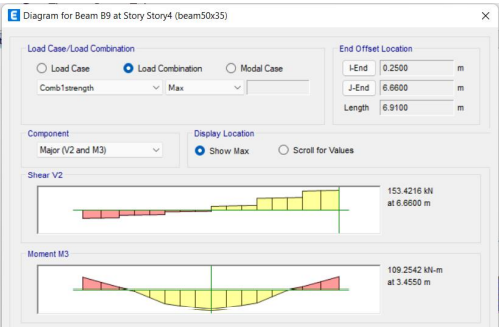 E Diagram for Beam B9 at Story Story4 (beam50x35)
Load Case/Load Combination
Load Case Load Combination Modal Case
Comb1strength Max
End Offset Location
I-End 0.2500 m
J-End 6.6600 m
Length 6.9100 m
Component
Major (V2 and M3)
Display Location
Show Max Scroll for Values
Shear V2
153.4216 kN
at 6.6600 m
Moment M3
109.2542 kN-m
at 3.4550 m